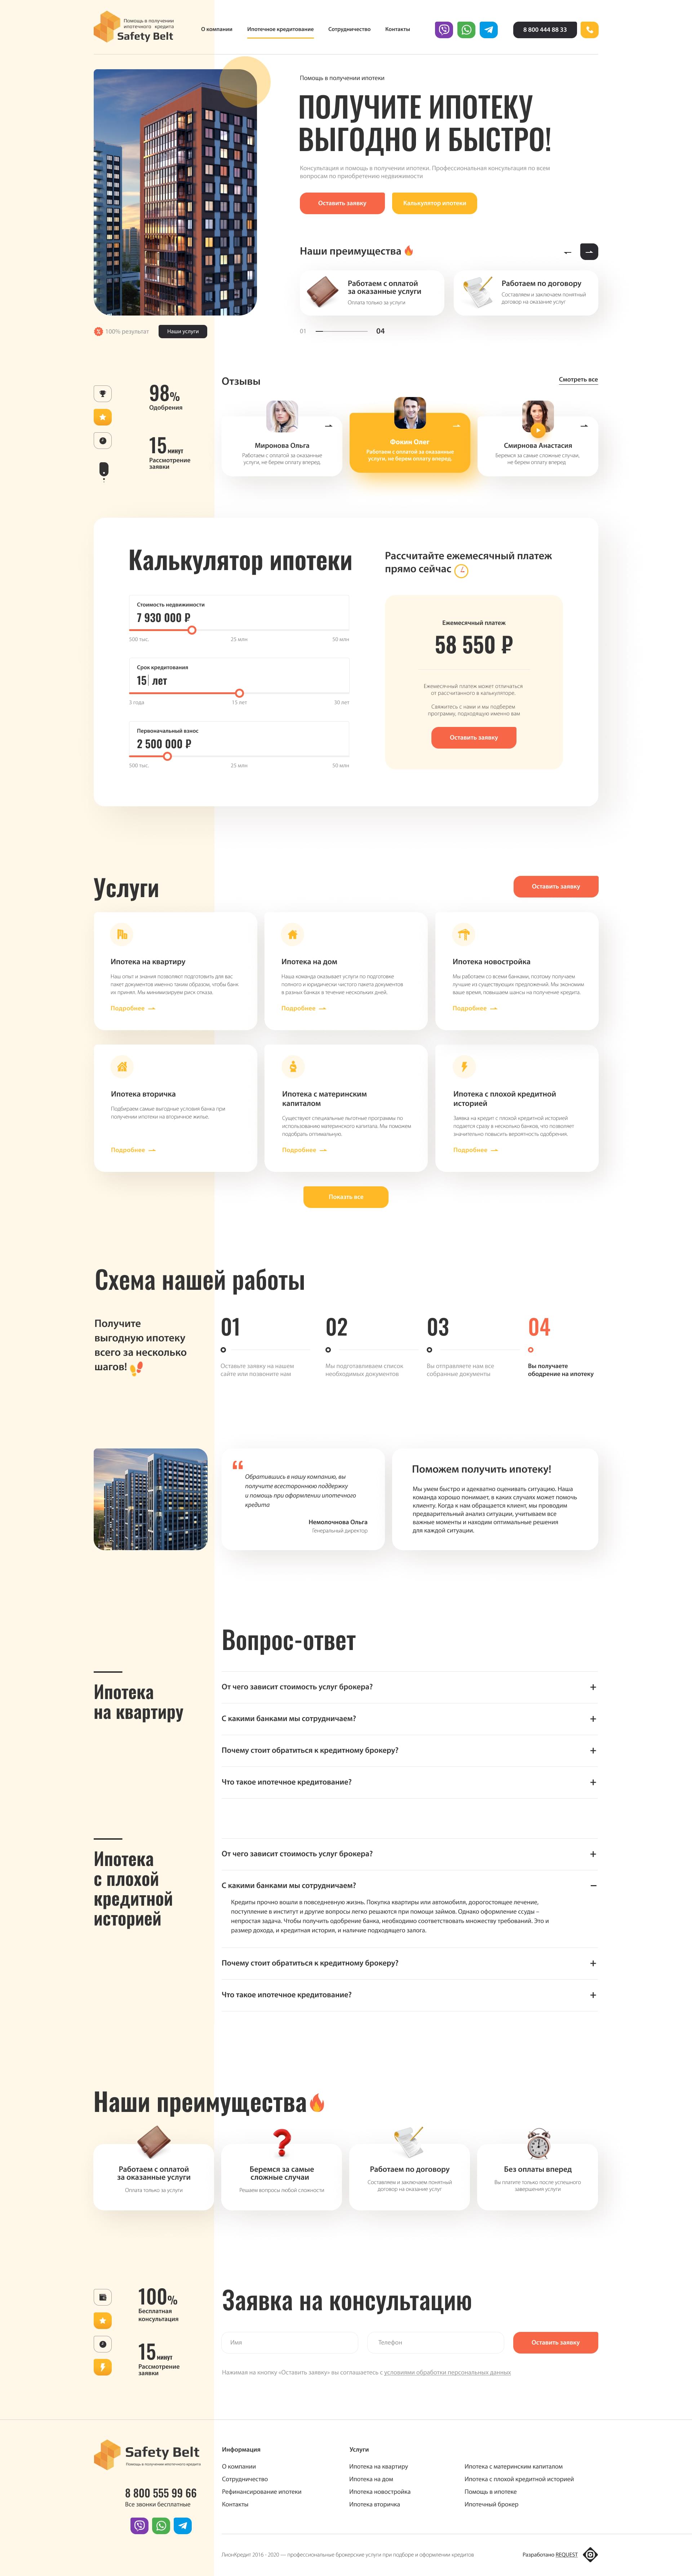 Помощь в получении
ипотечного кредита
Safety Belt
О компании
Ипотечное кредитование
Сотрудничество
Контакты
8 800 444 88 33
Помощь в получении ипотеки
ПОЛУЧИТЕ ИПОТЕКУ
ВЫГОДНО И БЫСТРО!
Консультация и помощь в получении ипотеки. Профессиональная консультация по всем
вопросам по приобретению недвижимости
Оставить заявку
Калькулятор ипотеки
Наши преимущества
Работаем с оплатой
за оказанные услуги
Оплата только за услуги
Работаем по договору
Составляем и заключаем понятный
договор на оказание услуг
01
04
100% результат
Наши услуги
98%
Одобрения
15 минут
Рассмотрение
заявки
Отзывы
Смотреть все
Миронова Ольга
Работаем с оплатой за оказанные
услуги, не берем оплату вперед
Фокин Олег
Работаем с оплатой за оказанные
услуги, не берем оплату вперед
Смирнова Анастасия
Беремся за самые сложные случаи,
не берем оплату вперед
Калькулятор ипотеки
Стоимость недвижимости
7 930 000 ₽
500 тыс.
25 млн
50 млн
Срок кредитования
15 лет
3 года
15 лет
30 лет
Первоначальный взнос
2 500 000 ₽
500 тыс.
25 млн
50 млн
Рассчитайте ежемесячный платеж
прямо сейчас
Ежемесячный платеж
58 550 ₽
Ежемесячный платеж может отличаться
от рассчитанного в калькуляторе.
Свяжитесь с нами и мы подберем
программу, подходящую именно вам
Оставить заявку
Услуги
Оставить заявку
Ипотека на квартиру
Наш опыт и знания позволяют подготовить для вас
пакет документов именно таким образом, чтобы банк
их принял. Мы минимизируем риск отказа.
Подробнее
Ипотека на дом
Наша команда оказывает услуги по подготовке
полного и юридически чистого пакета документов
в разных банках в течение нескольких дней.
Подробнее
Ипотека новостройка
Мы работаем со всеми банками, поэтому получаем
лучшие из существующих предложений. Мы экономим
ваше время, повышаем шансы на получение кредита.
Подробнее
Ипотека вторичка
Подбираем самые выгодные условия банка при
получении ипотеки на вторичное жилье.
Подробнее
Ипотека с материнским
капиталом
Существуют специальные льготные программы по
использованию материнского капитала. Мы поможем
подобрать оптимальную.
Подробнее
Ипотека с плохой кредитной
историей
Заявка на кредит с плохой кредитной историей
подается сразу в несколько банков, что позволяет
значительно повысить вероятность одобрения.
Подробнее
Показать все
Схема нашей работы
Получите
выгодную ипотеку
всего за несколько
шагов!
01
Оставьте заявку на нашем
сайте или позвоните нам
02
Мы подготавливаем список
необходимых документов
03
Вы отправляете нам все
собранные документы
04
Вы получаете
ободрение на ипотеку
Обратившись в нашу компанию, вы
получите всестороннюю поддержку
и помощь при оформлении ипотечного
кредита
Немолочнова Ольга
Генеральный директор
Поможем получить ипотеку!
Мы умеем быстро и адекватно оценивать ситуацию. Наша
команда хорошо понимает, в каких случаях может помочь
клиенту. Когда к нам обращается клиент, мы проводим
предварительный анализ ситуации, учитываем все
важные моменты и находим оптимальные решения
для каждой ситуации.
Вопрос-ответ
Ипотека
на квартиру
От чего зависит стоимость услуг брокера?
С какими банками мы сотрудничаем?
Почему стоит обратиться к кредитному брокеру?
Что такое ипотечное кредитование?
Ипотека
с плохой
кредитной
историей
От чего зависит стоимость услуг брокера?
С какими банками мы сотрудничаем?
Кредиты прочно вошли в повседневную жизнь. Покупка квартиры или автомобиля, дорогостоящее лечение,
поступление в институт и другие вопросы легко решаются при помощи займов. Однако оформление ссуды –
непростая задача. Чтобы получить одобрение банка, необходимо соответствовать множеству требований. Это и
размер дохода, и кредитная история, и наличие подходящего залога.
Почему стоит обратиться к кредитному брокеру?
Что такое ипотечное кредитование?
Наши преимущества
Работаем с оплатой
за оказанные услуги
Оплата только за услуги
Беремся за самые
сложные случаи
Решаем вопросы любой сложности
Работаем по договору
Составляем и заключаем понятный
договор на оказание услуг
Без оплаты вперед
Вы платите только после успешного
завершения услуги
100%
Бесплатная
консультация
15 минут
Рассмотрение
заявки
Заявка на консультацию
Имя
Телефон
Оставить заявку
Нажимая на кнопку «Оставить заявку» вы соглашаетесь с условиями обработки персональных данных
Safety Belt
Помощь в получении ипотечного кредита
8 800 555 99 66
Все звонки бесплатные
Информация
О компании
Сотрудничество
Рефинансирование ипотеки
Контакты
Услуги
Ипотека на квартиру
Ипотека на дом
Ипотека новостройка
Ипотека вторичка
Ипотека с материнским капиталом
Ипотека с плохой кредитной историей
Помощь в ипотеке
Ипотечный брокер
ЛионКредит 2016 - 2020 — профессиональные брокерские услуги при подборе и оформлении кредитов
Разработано REQUEST